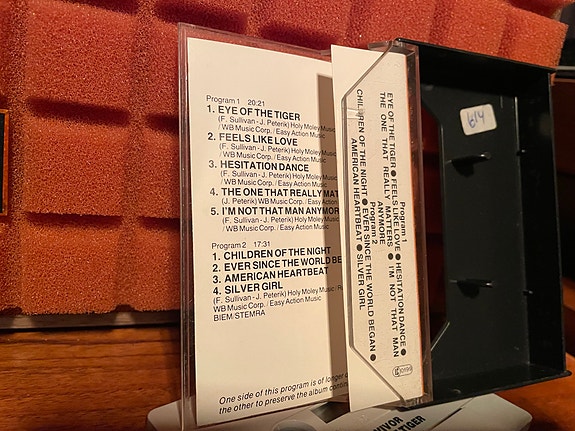 Program 1 20:21
1. EYE OF THE TIGER
(F. Sullivan - J. Peterik) Holy Moley Music
/ WB Music Corp. / Easy Action Music
2. FEELS LIKE LOVE
(F. Sullivan - J. Peterik) Holy Moley Music
/ WB Music Corp. / Easy Action Music
3. HESITATION DANCE
(F. Sullivan - J. Peterik) Holy Moley Music
/ WB Music Corp. / Easy Action Music
4. THE ONE THAT REALLY MAT
(J. Peterik) WB Music Corp. / Easy Action
5. I'M NOT THAT MAN ANYMOR
(F. Sullivan - J. Peterik) Holy Moley Music
WB Music Corp. / Easy Action Music
Program 2 17:31
1. CHILDREN OF THE NIGHT
2. EVER SINCE THE WORLD BE
3. AMERICAN HEARTBEAT
4. SILVER GIRL
(F. Sullivan - J. Peterik) Holy Moley Music /
WB Music Corp. / Easy Action Music
BIEM/STEMRA
One side of this program is of longer
the other to preserve the album contin
Program 1
EYE OF THE TIGER ● FEELS LIKE LOVE ● HESITATION DANCE ●
THE ONE THAT REALLY MATTERS ● I'M NOT THAT MAN
ANYMORE
Program 2
CHILDREN OF THE NIGHT ● EVER SINCE THE WORLD BEGAN ●
AMERICAN HEARTBEAT ● SILVER GIRL
614
VIVOR
TIGER